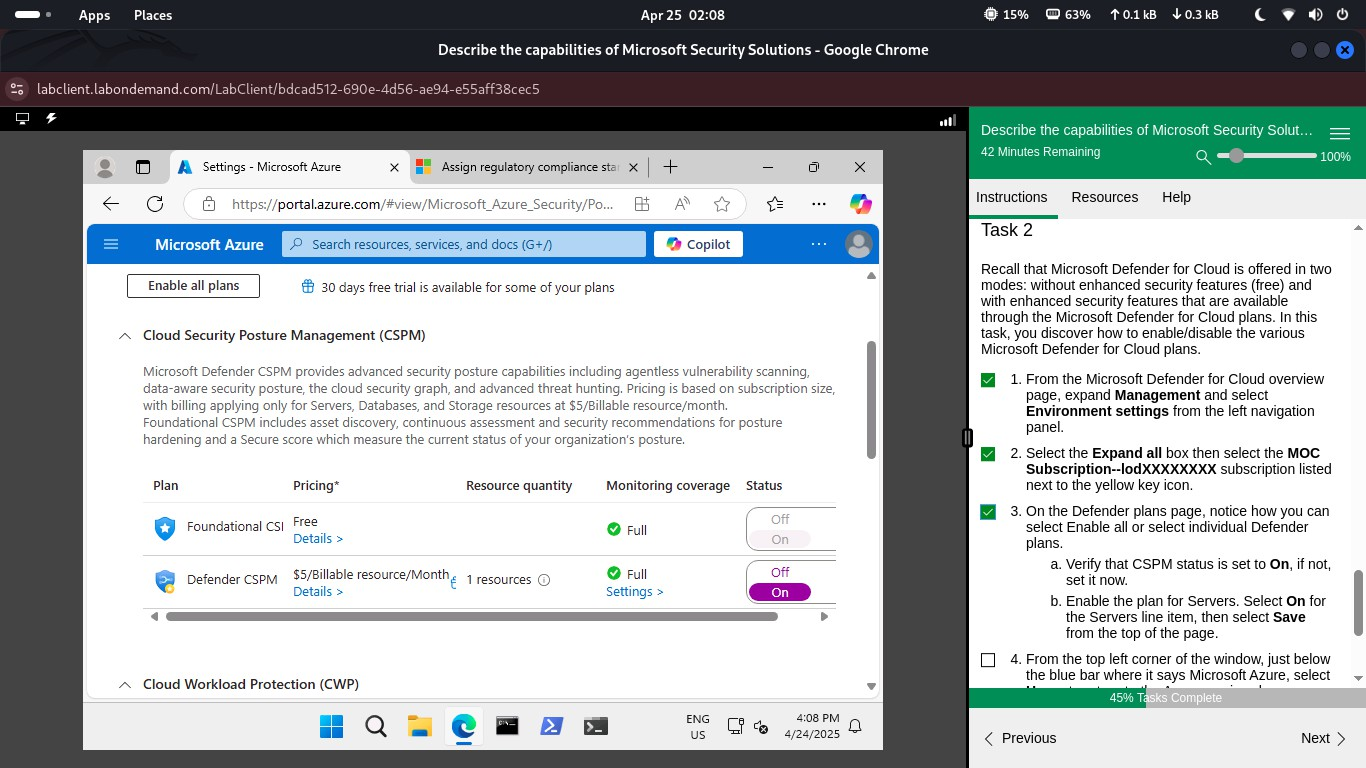 Apps Places Apr 25 02:08 15% 63% ↑0.1 kB ↓0.3 kB
Describe the capabilities of Microsoft Security Solutions - Google Chrome
labclient.labondemand.com/LabClient/bdcad512-690e-4d56-ae94-e55aff38cec5
Settings - Microsoft Azure
Assign regulatory compliance sta
https://portal.azure.com/#view/Microsoft_Azure_Security/Po...
Microsoft Azure
Search resources, services, and docs (G+/)
Copilot
Enable all plans
30 days free trial is available for some of your plans
Cloud Security Posture Management (CSPM)
Microsoft Defender CSPM provides advanced security posture capabilities including agentless vulnerability scanning,
data-aware security posture, the cloud security graph, and advanced threat hunting. Pricing is based on subscription size,
with billing applying only for Servers, Databases, and Storage resources at $5/Billable resource/month.
Foundational CSPM includes asset discovery, continuous assessment and security recommendations for posture
hardening and a Secure score which measure the current status of your organization's posture.
Plan Pricing* Resource quantity Monitoring coverage Status
Foundational CSI Free Full Off
Details > On
Defender CSPM $5/Billable resource/Month 1 resources Full Off
Details > Settings > On
Cloud Workload Protection (CWP)
ENG
US
4:08 PM
4/24/2025
Describe the capabilities of Microsoft Security Solut...
42 Minutes Remaining
100%
Instructions Resources Help
Task 2
Recall that Microsoft Defender for Cloud is offered in two
modes: without enhanced security features (free) and
with enhanced security features that are available
through the Microsoft Defender for Cloud plans. In this
task, you discover how to enable/disable the various
Microsoft Defender for Cloud plans.
1. From the Microsoft Defender for Cloud overview
page, expand Management and select
Environment settings from the left navigation
panel.
2. Select the Expand all box then select the MOC
Subscription--lodXXXXXXXX subscription listed
next to the yellow key icon.
3. On the Defender plans page, notice how you can
select Enable all or select individual Defender
plans.
a. Verify that CSPM status is set to On, if not,
set it now.
b. Enable the plan for Servers. Select On for
the Servers line item, then select Save
from the top of the page.
4. From the top left corner of the window, just below
the blue bar where it says Microsoft Azure, select
45% Tasks Complete
Previous Next